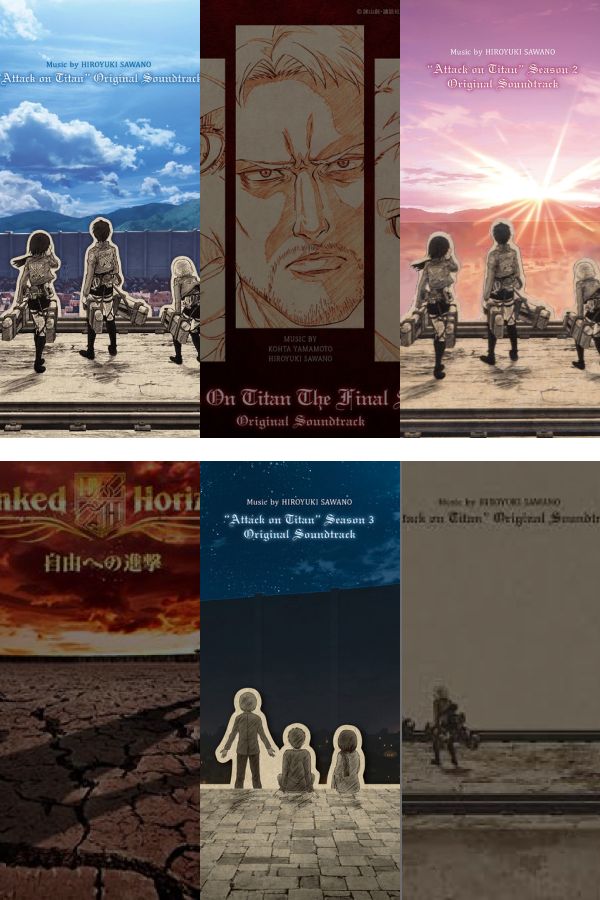 Music by HIROYUKI SAWANO
"Attack on Titan" Original Soundtrack
MUSIC BY
KOHTA YAMAMOTO
HIROYUKI SAWANO
On Titan The Final
Original Soundtrack
Music by HIROYUKI SAWANO
"Attack on Titan" Season 2
Original Soundtrack
nked Horiz
自由への進撃
Music by HIROYUKI SAWANO
"Attack on Titan" Season 3
Original Soundtrack
Music by HIROYUKI SAWANO
tack on Titan" Original Soundtr